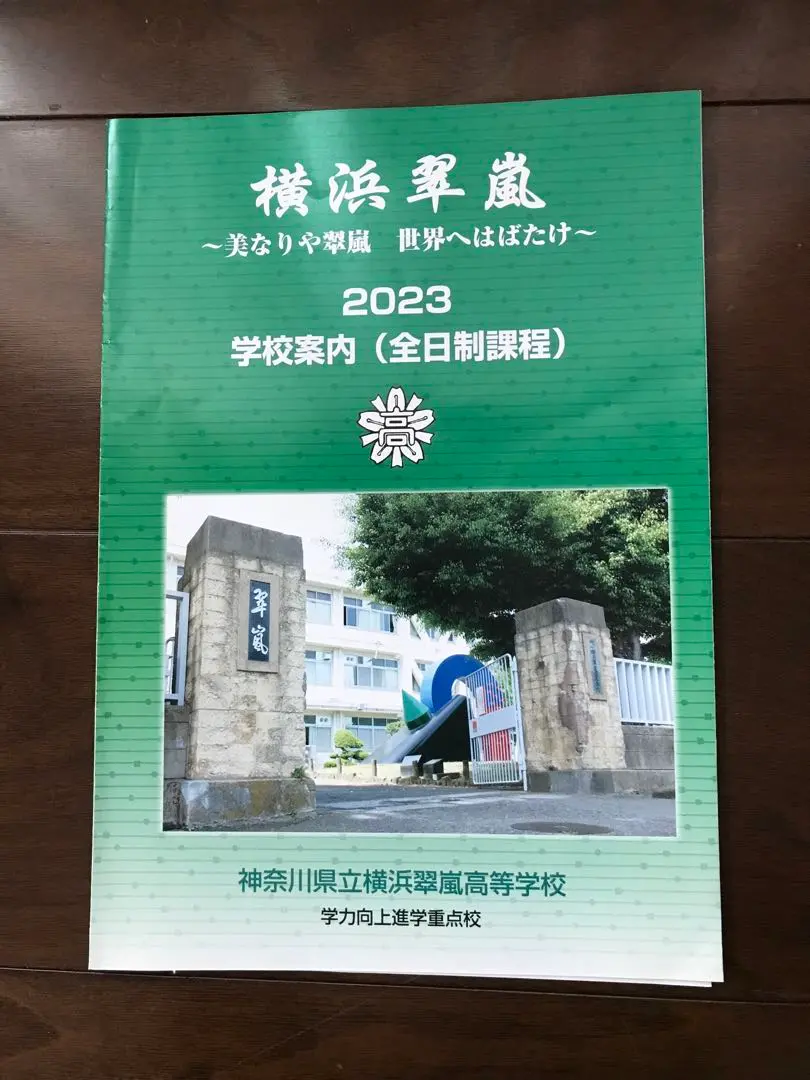 横浜翠嵐
~美なりや翠嵐 世界へはばたけ~
2023
学校案内(全日制課程)
高
翠嵐
神奈川県立横浜翠嵐高等学校
学力向上進学重点校